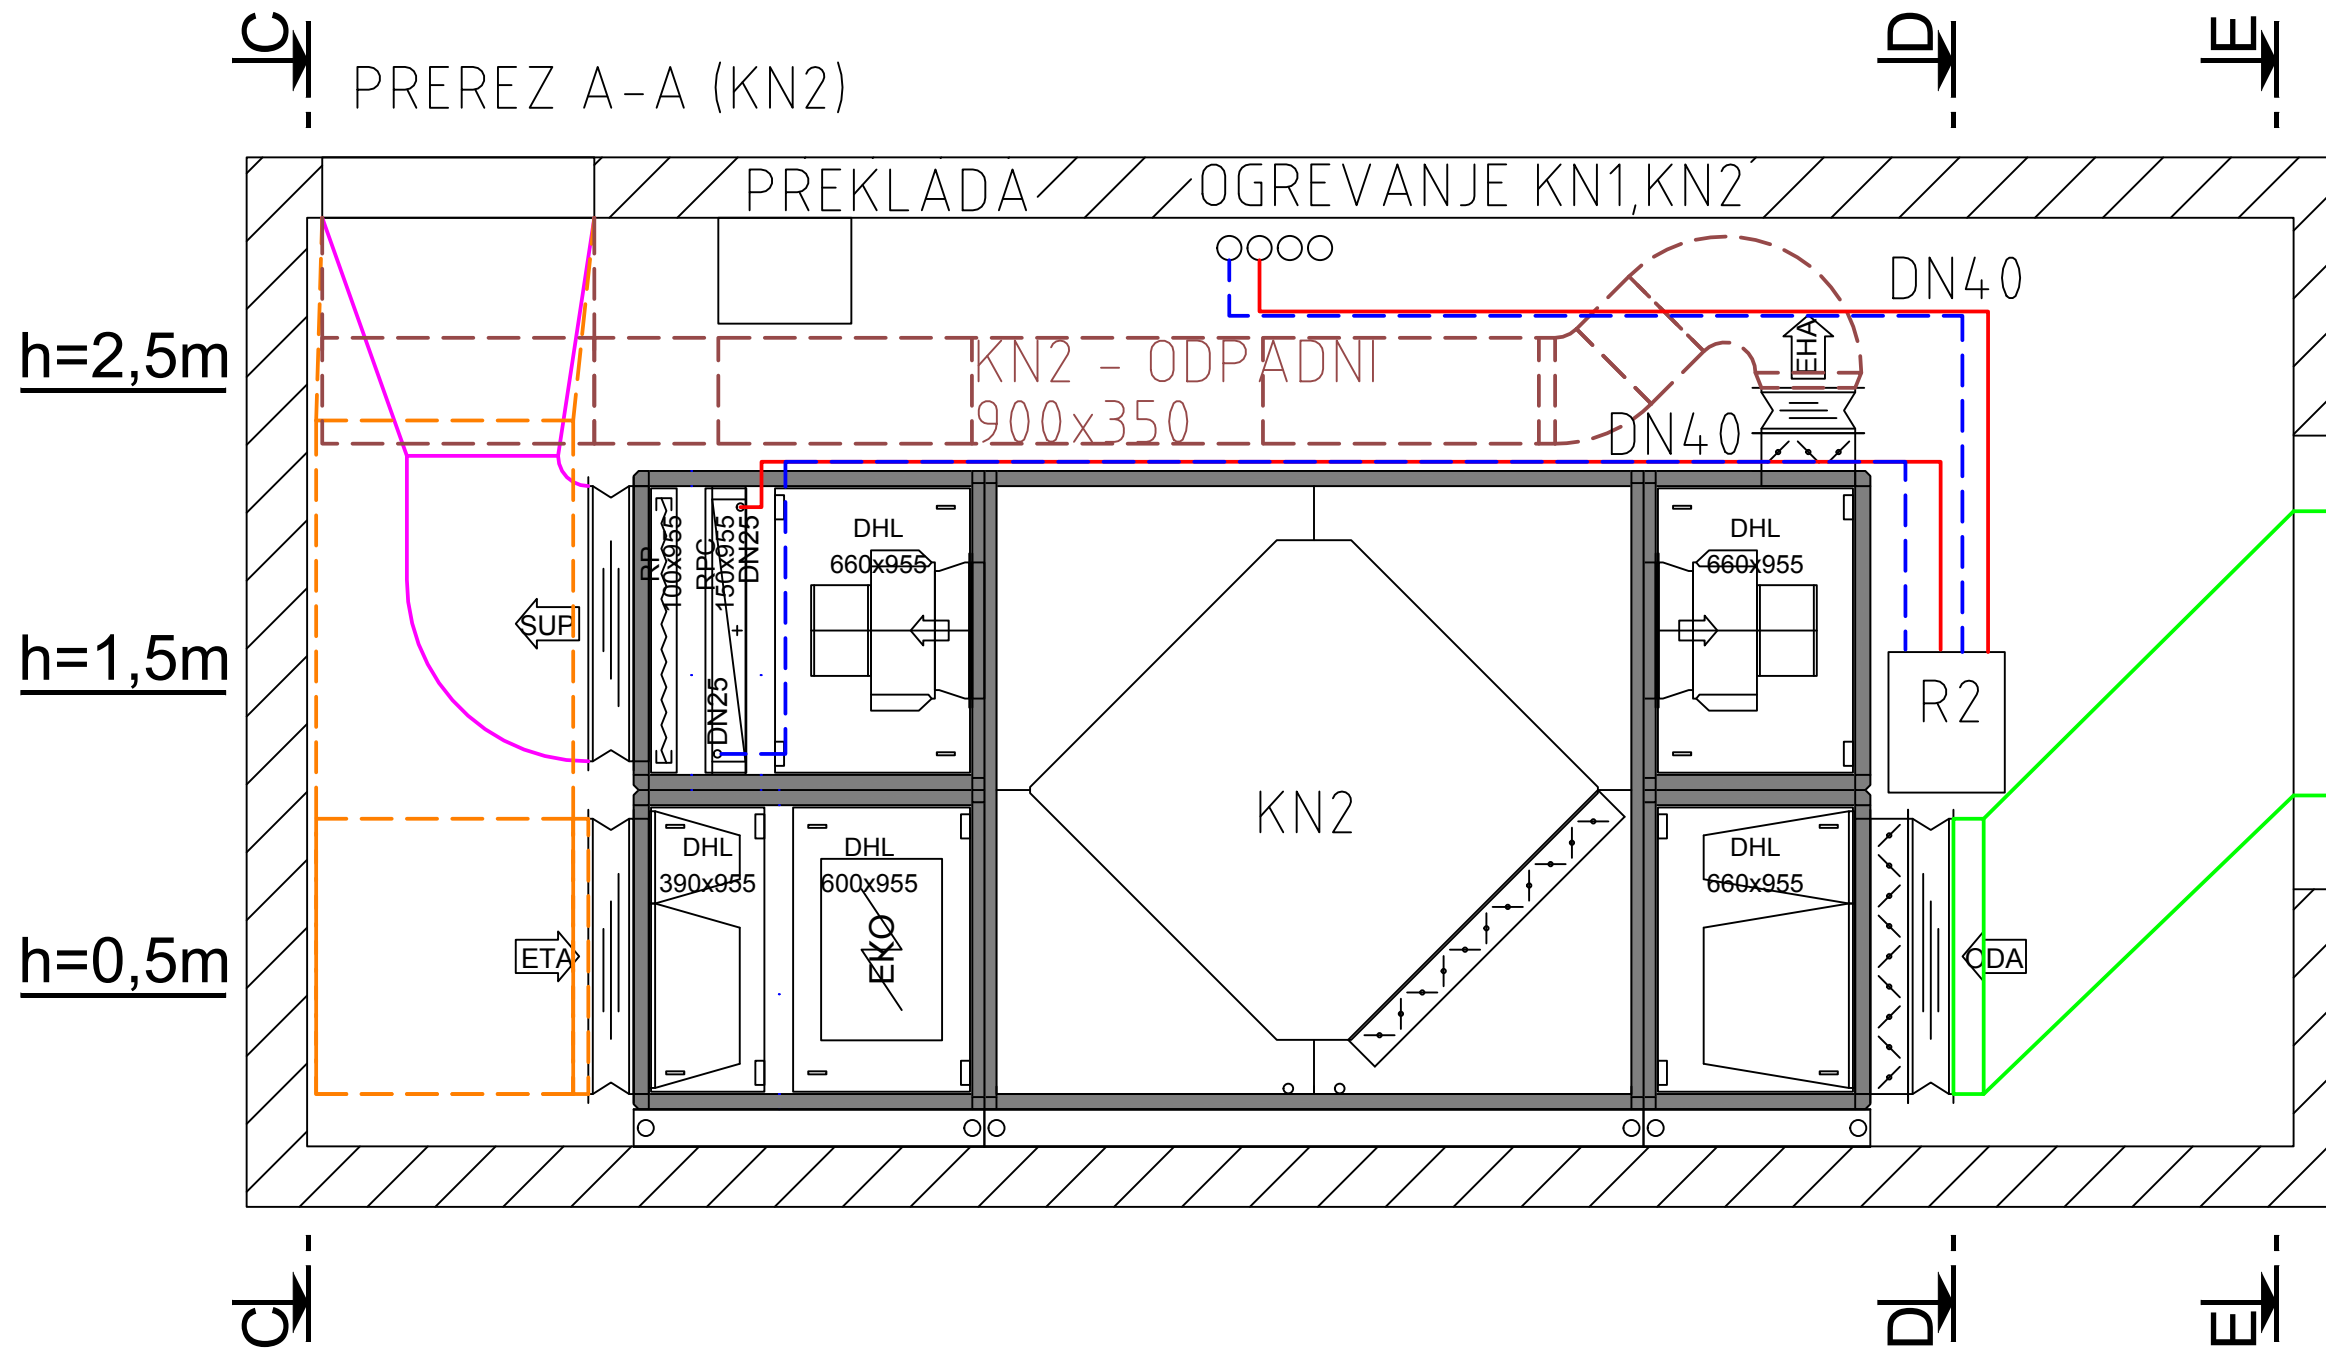 C
D
E
PREREZ A-A (KN2)
PREKLADA
OGREVANJE KN1,KN2
DN40
h=2,5m
EHA
KN2 - ODPADNI
900x350
DN40
RP
100x955
RPC
150x955
DN25
DHL
660x955
DHL
660x955
SUP
h=1,5m
DN25
R2
KN2
DHL
390x955
DHL
600x955
DHL
660x955
EKO
h=0,5m
ETA
ODA
C
D
E